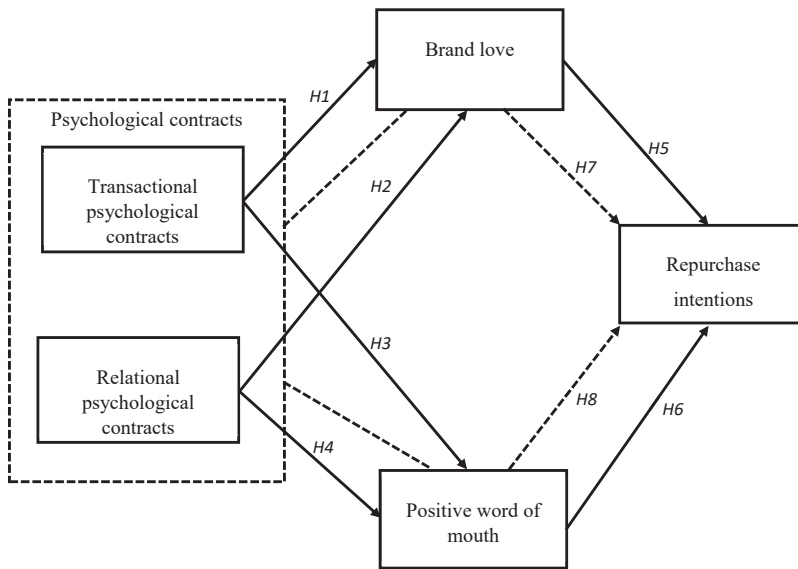 Brand love
H1
Psychological contracts
H5
H7
H2
Transactional
psychological
contracts
Repurchase
intentions
H3
Relational
psychological
contracts
H8
H6
H4
Positive word of
mouth